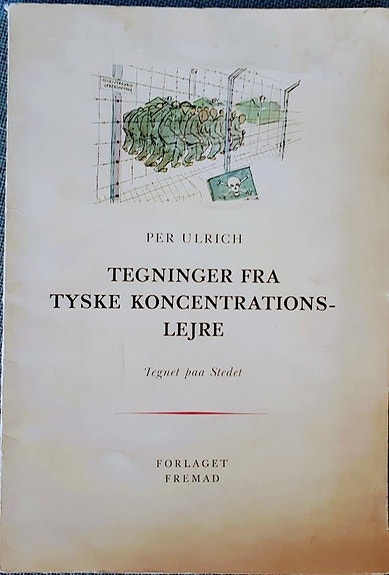 PER ULRICH
TEGNINGER FRA
TYSKE KONCENTRATIONS-
LEJRE
Tegnet paa Stedet
FORLAGET
FREMAD